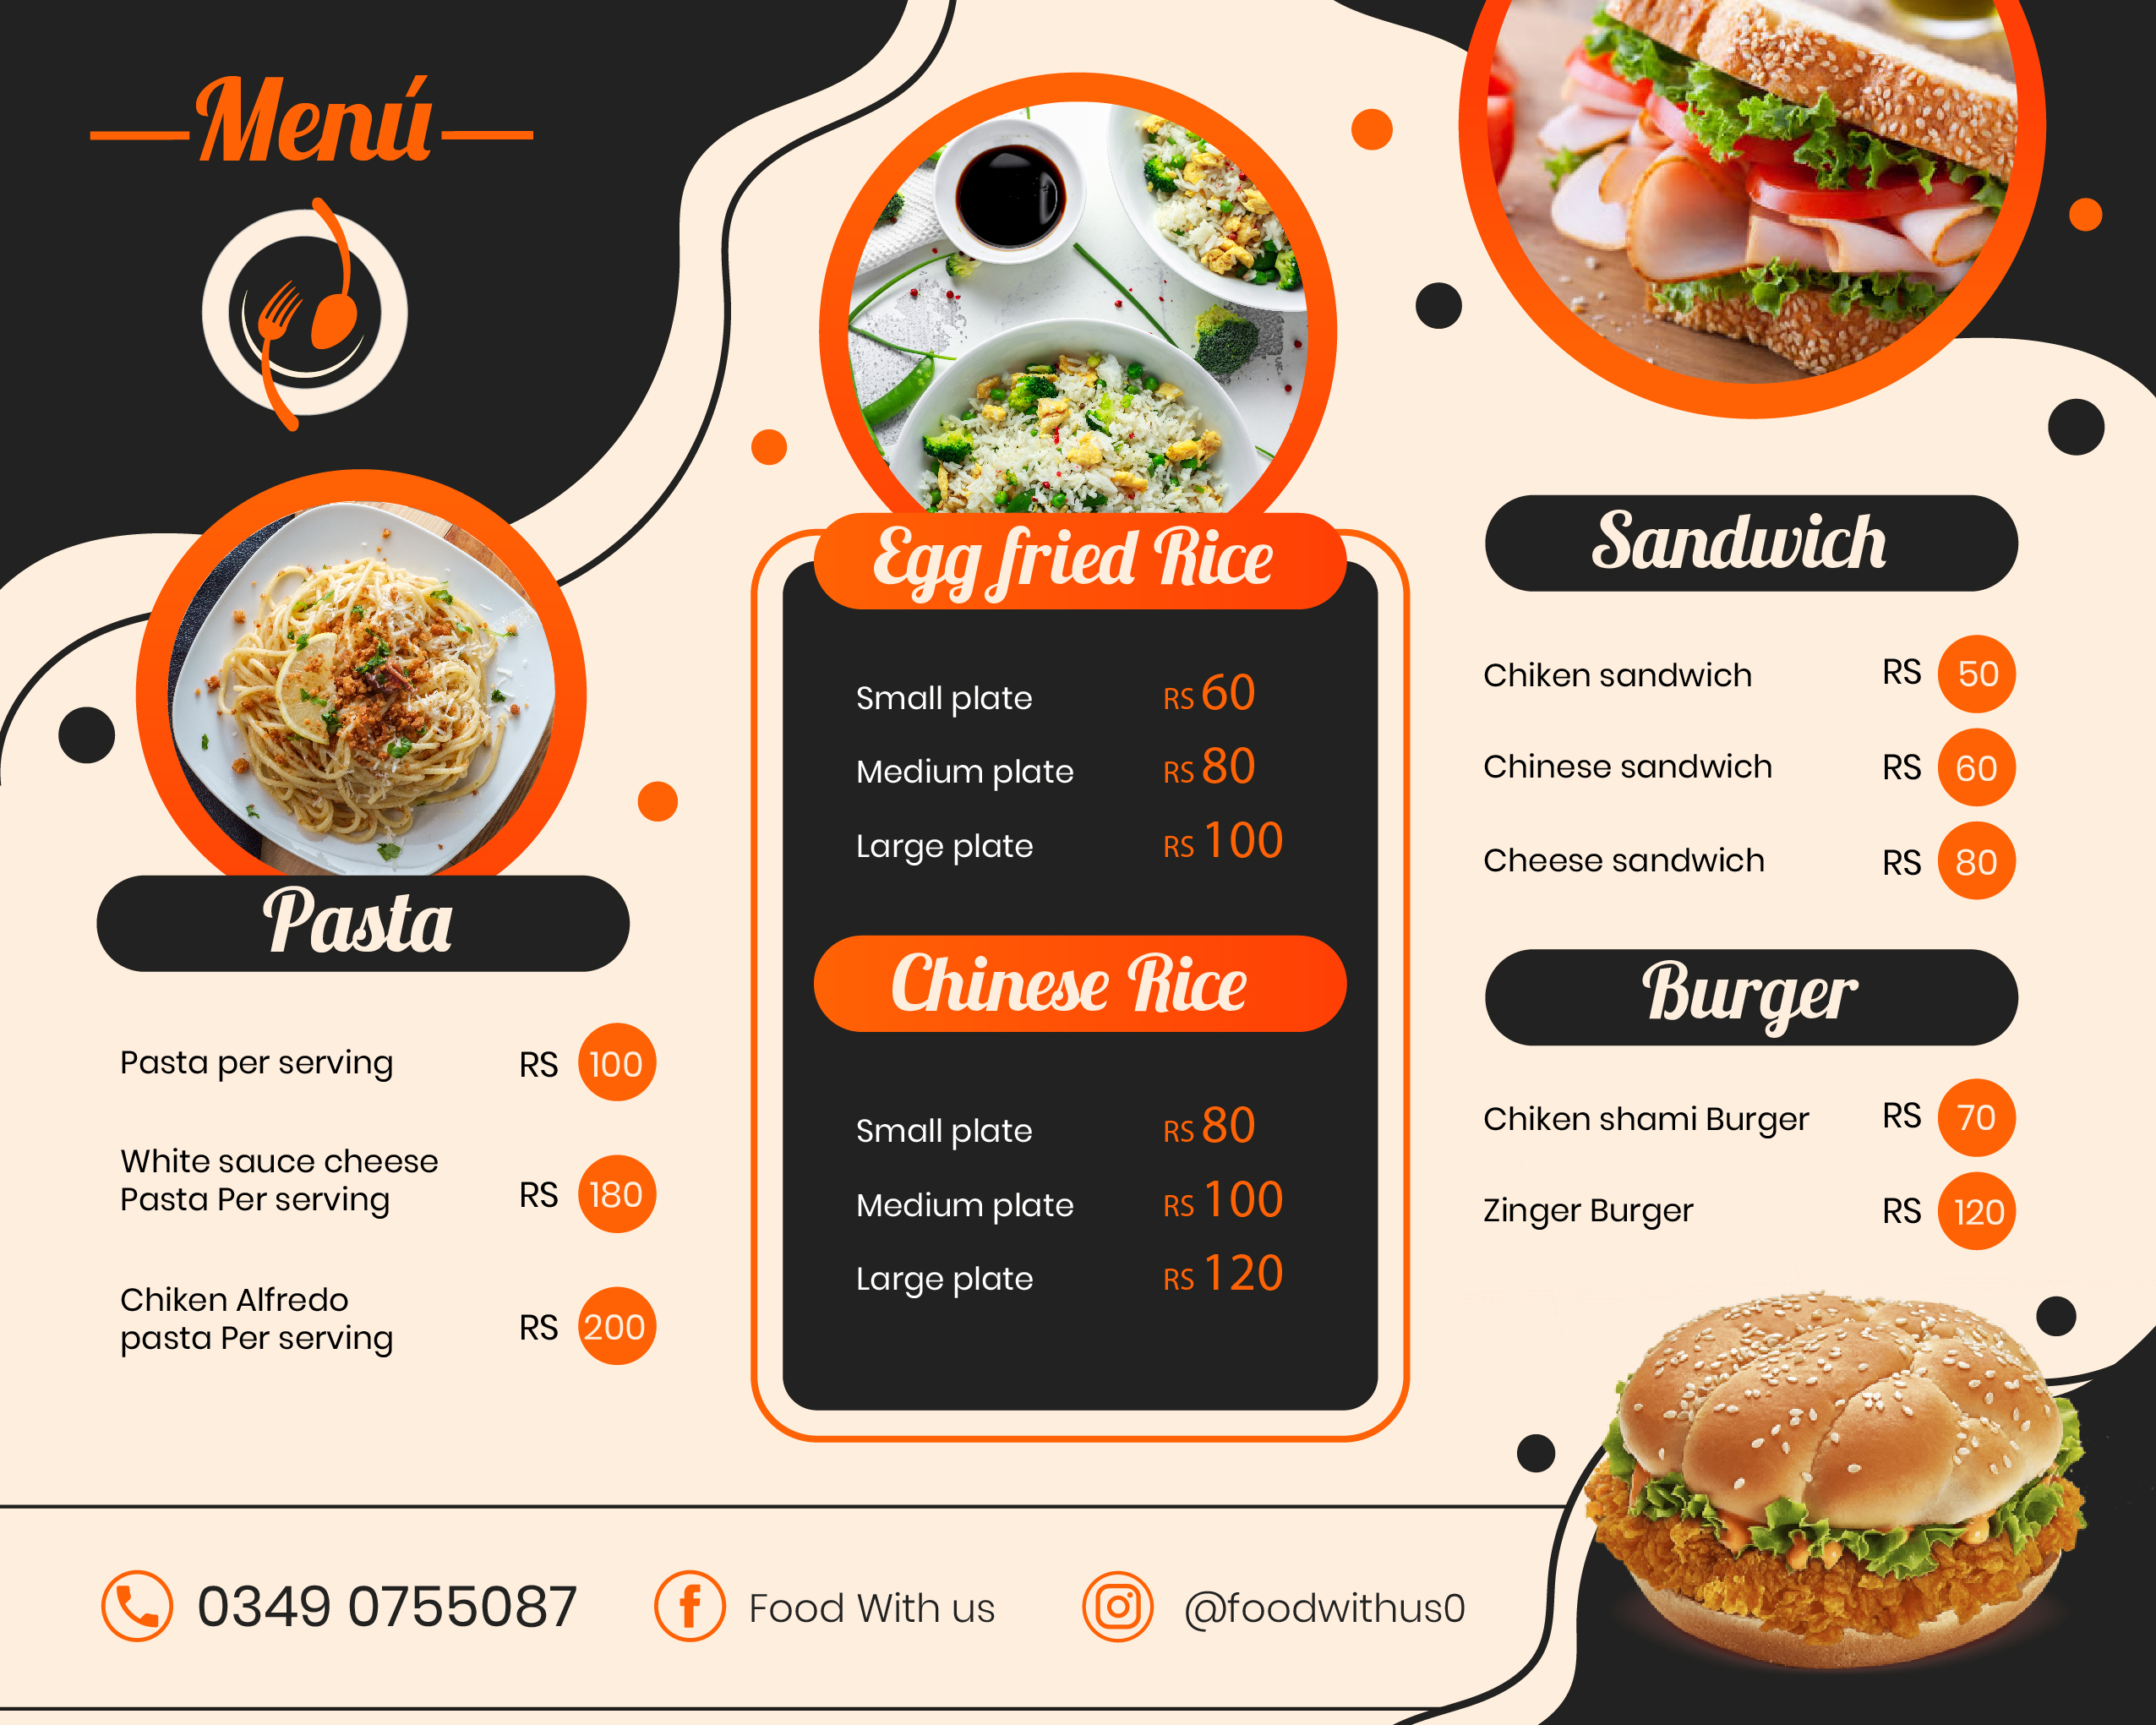 Menú
Pasta
Pasta per serving RS 100
White sauce cheese
Pasta Per serving RS 180
Chiken Alfredo
pasta Per serving RS 200
Egg fried Rice
Small plate RS 60
Medium plate RS 80
Large plate RS 100
Chinese Rice
Small plate RS 80
Medium plate RS 100
Large plate RS 120
Sandwich
Chiken sandwich RS 50
Chinese sandwich RS 60
Cheese sandwich RS 80
Burger
Chiken shami Burger RS 70
Zinger Burger RS 120
0349 0755087 Food With us @foodwithus0